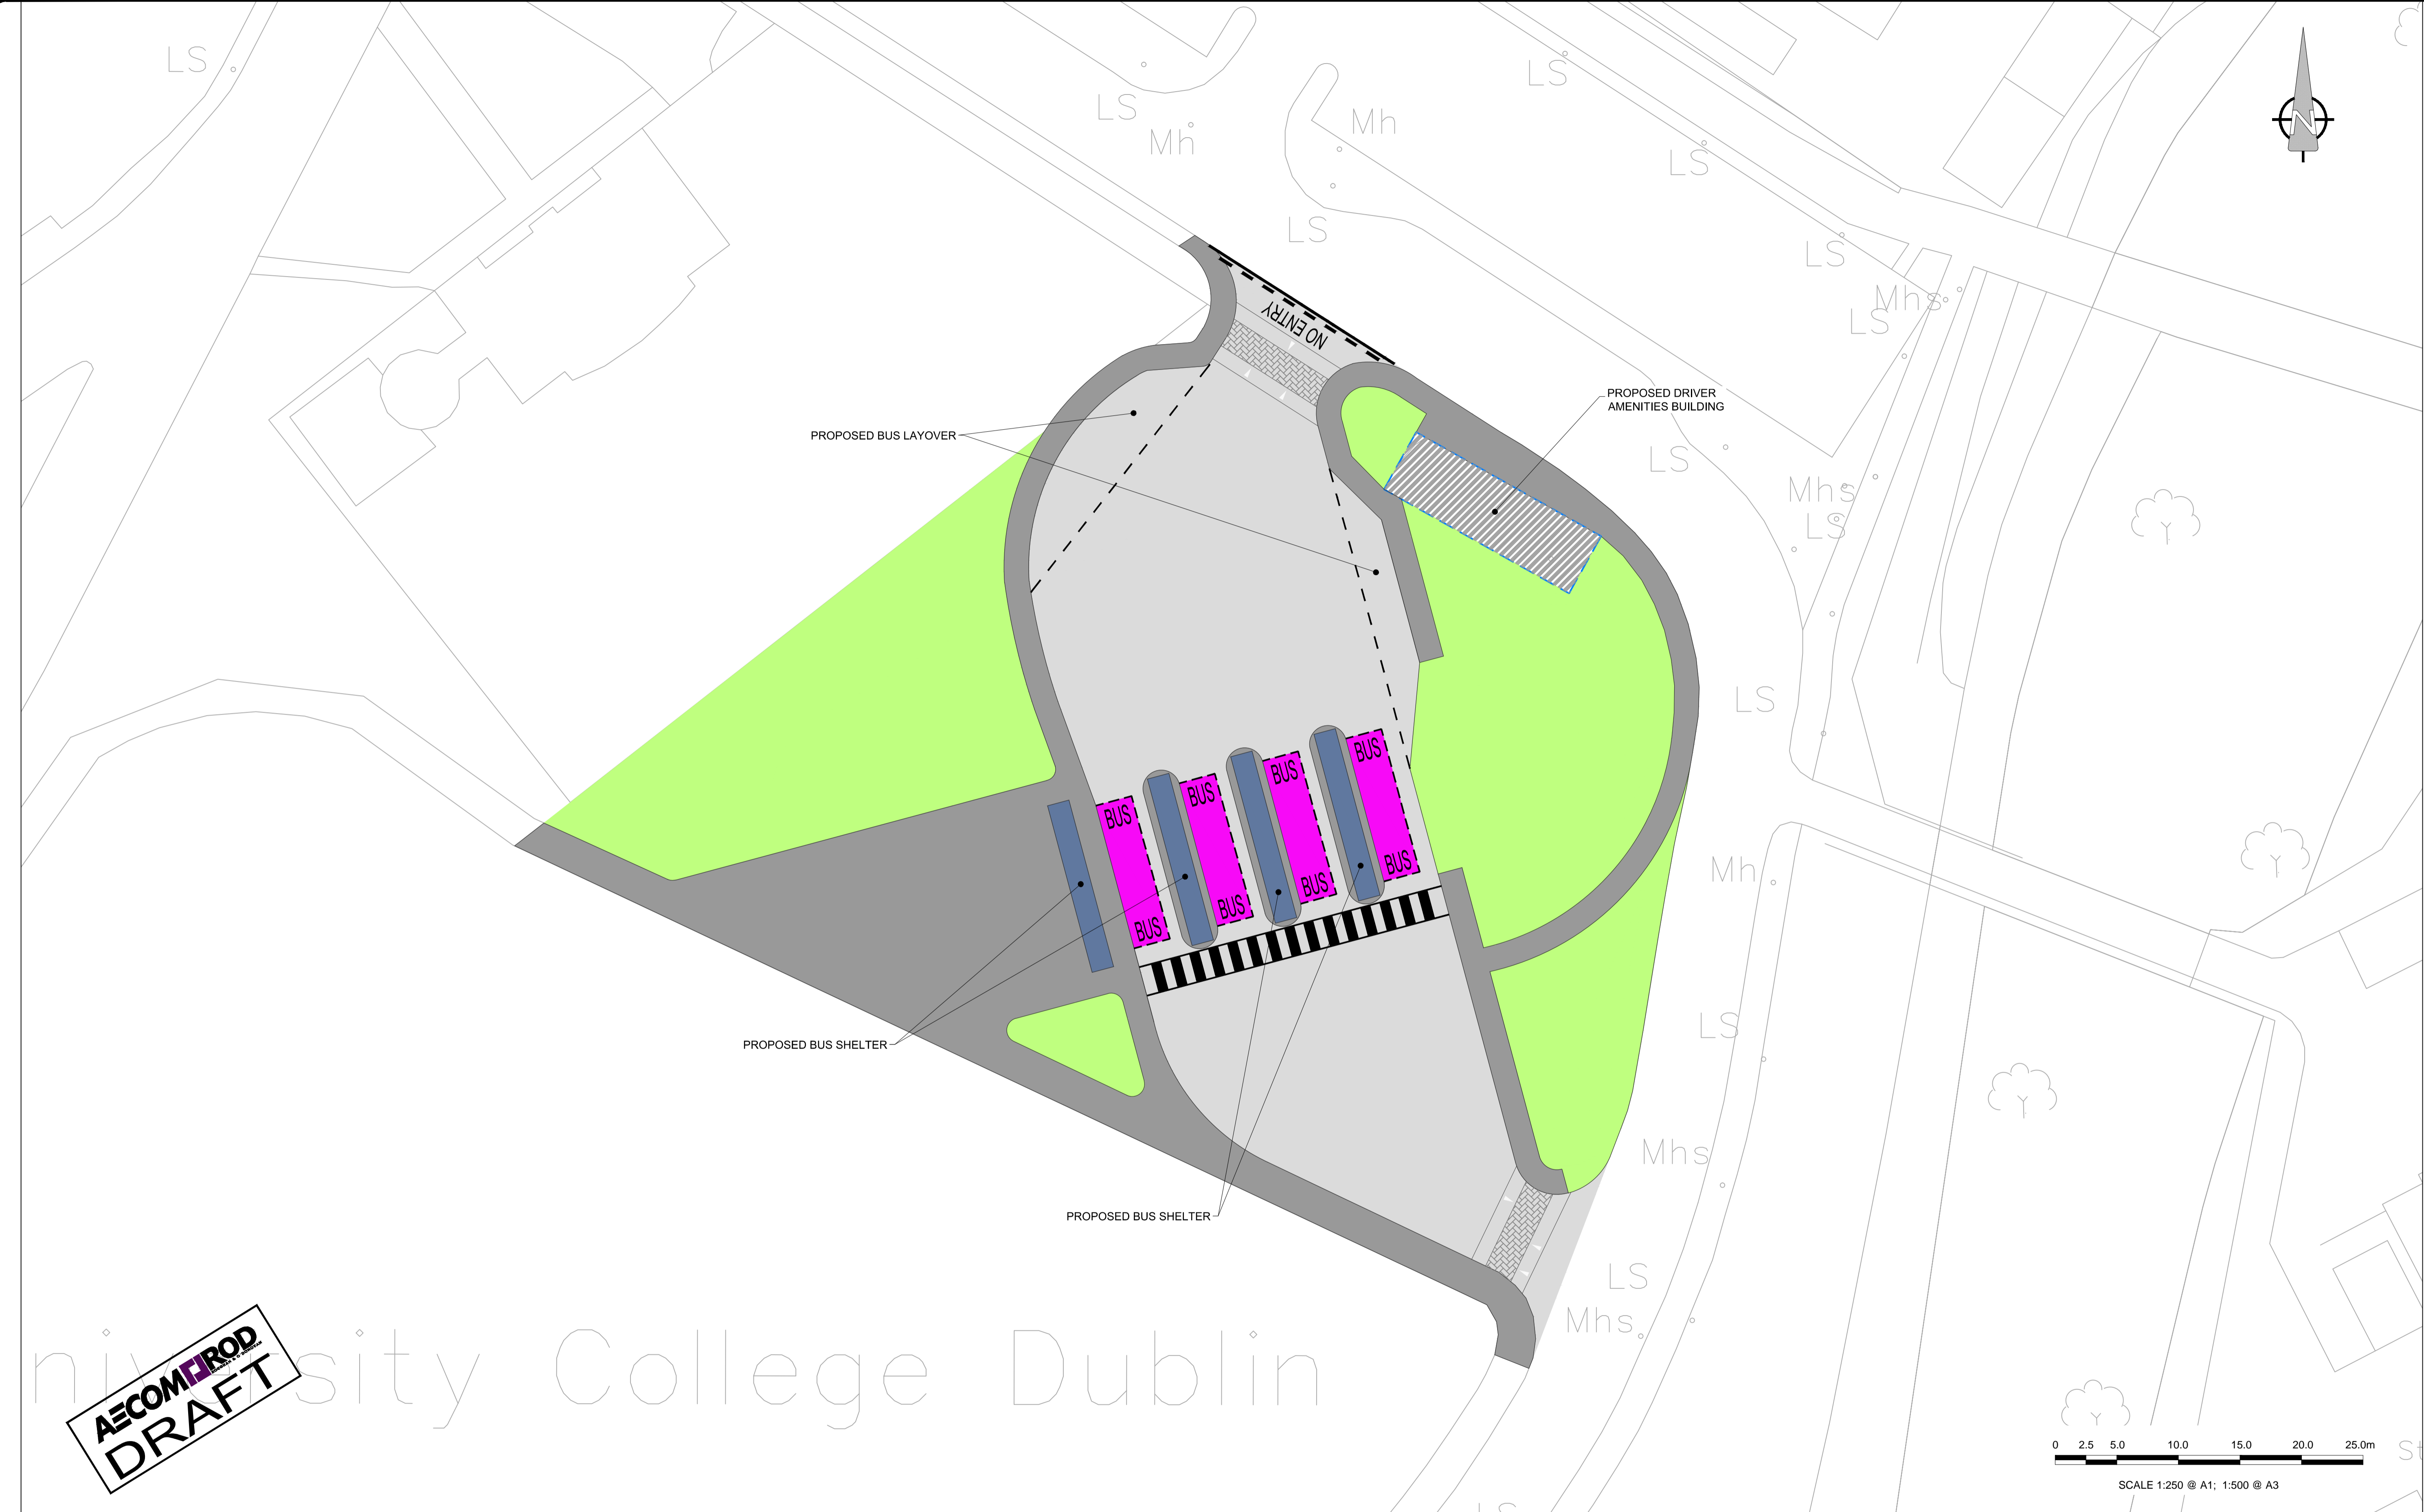 LS
LS
Mh
Mh
LS
LS
LS
LS
Mhs
LS
NO ENTRY
PROPOSED DRIVER
AMENITIES BUILDING
PROPOSED BUS LAYOVER
LS
Mhs
LS
LS
BUS
BUS
BUS
BUS
BUS
BUS
BUS
BUS
Mh
LS
PROPOSED BUS SHELTER
Mhs
PROPOSED BUS SHELTER
LS
Mhs
niversity College Dublin
AECOM ROD
DRAFT
0 2.5 5.0 10.0 15.0 20.0 25.0m
SCALE 1:250 @ A1; 1:500 @ A3
N